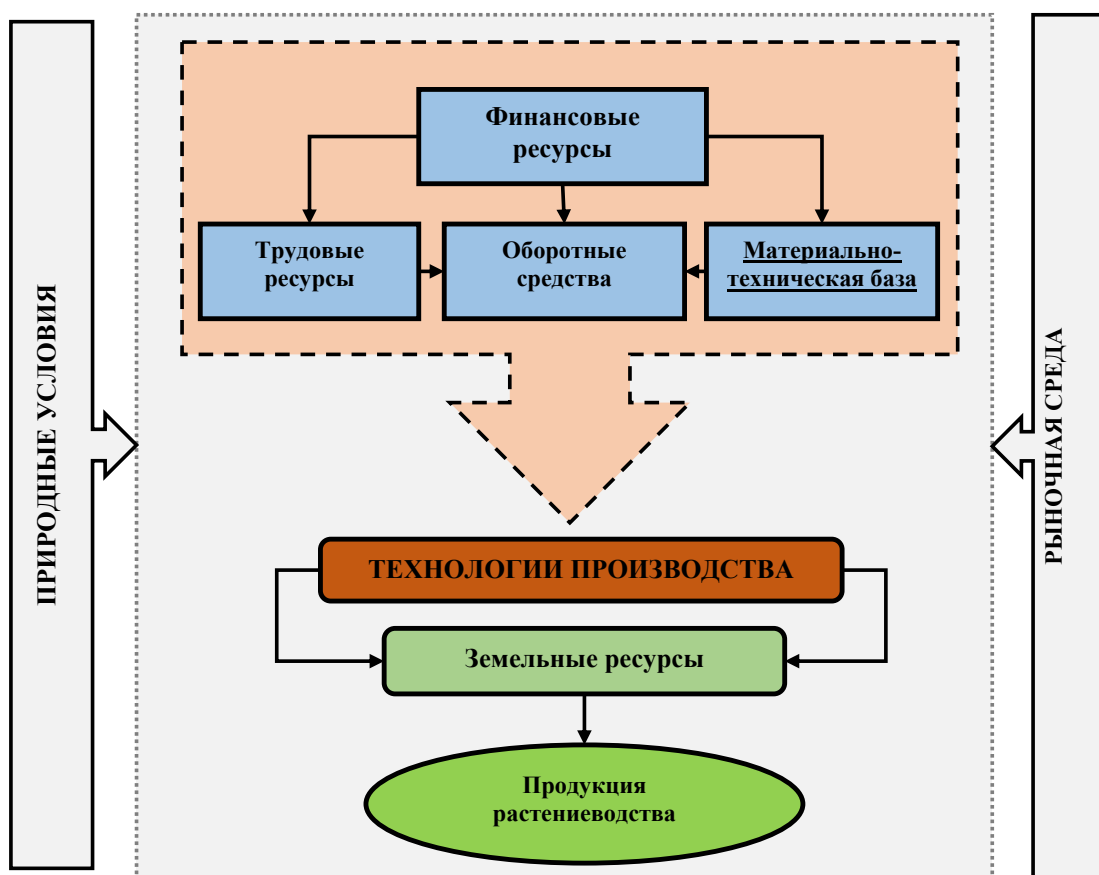 ПРИРОДНЫЕ УСЛОВИЯ
Финансовые
ресурсы
Трудовые
ресурсы
Оборотные
средства
Материально-
техническая база
ТЕХНОЛОГИИ ПРОИЗВОДСТВА
Земельные ресурсы
Продукция
растениеводства
РЫНОЧНАЯ СРЕДА